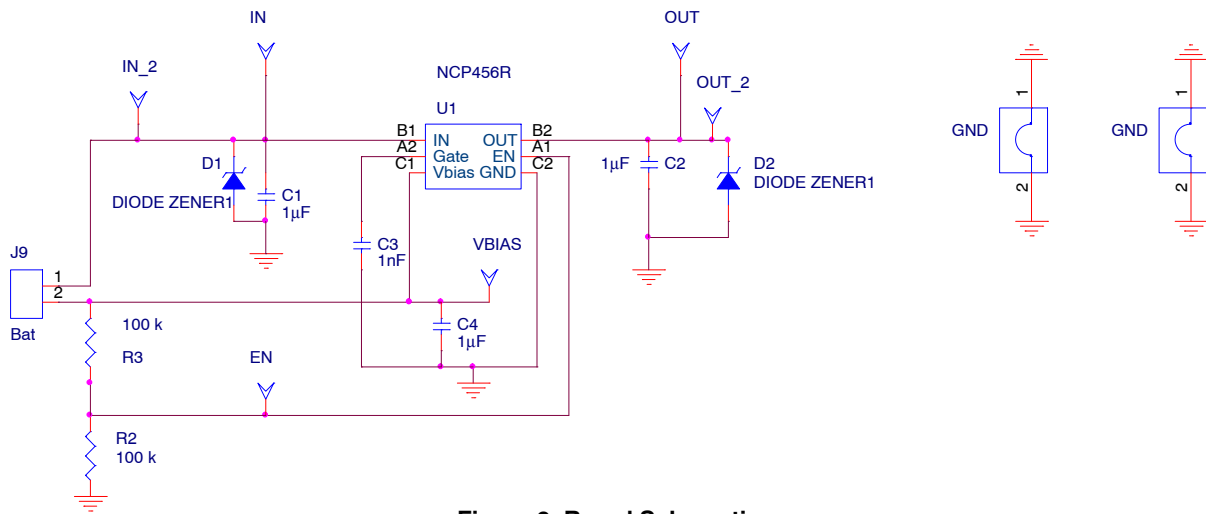 IN
OUT
IN_2
NCP456R
OUT_2
U1
B1 IN OUT B2
A2 Gate EN A1
C1 Vbias GND C2
D1
DIODE ZENER1
C1
1μF
1μF C2
D2
DIODE ZENER1
GND
1
2
GND
1
2
C3
1nF
VBIAS
J9
1
2
Bat
100 k
R3
C4
1μF
EN
R2
100 k